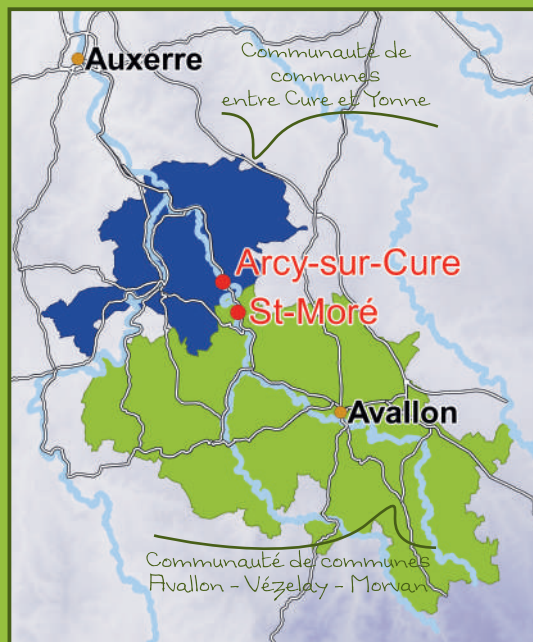 Auxerre
Communauté de
communes
entre Cure et Yonne
Arcy-sur-Cure
St-Moré
Avallon
Communauté de communes
Avallon - Vézelay - Morvan